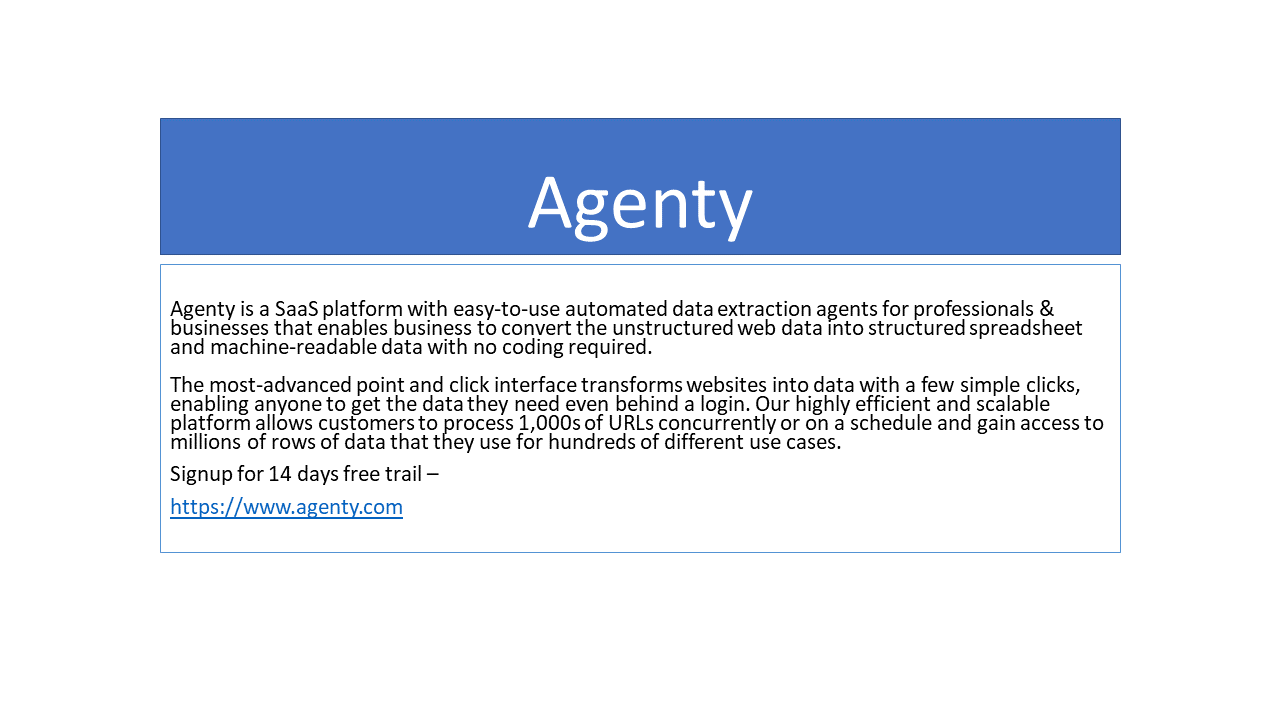 Agenty
Agenty is a SaaS platform with easy-to-use automated data extraction agents for professionals &
businesses that enables business to convert the unstructured web data into structured spreadsheet
and machine-readable data with no coding required.
The most-advanced point and click interface transforms websites into data with a few simple clicks,
enabling anyone to get the data they need even behind a login. Our highly efficient and scalable
platform allows customers to process 1,000s of URLs concurrently or on a schedule and gain access to
millions of rows of data that they use for hundreds of different use cases.
Signup for 14 days free trail –
https://www.agenty.com